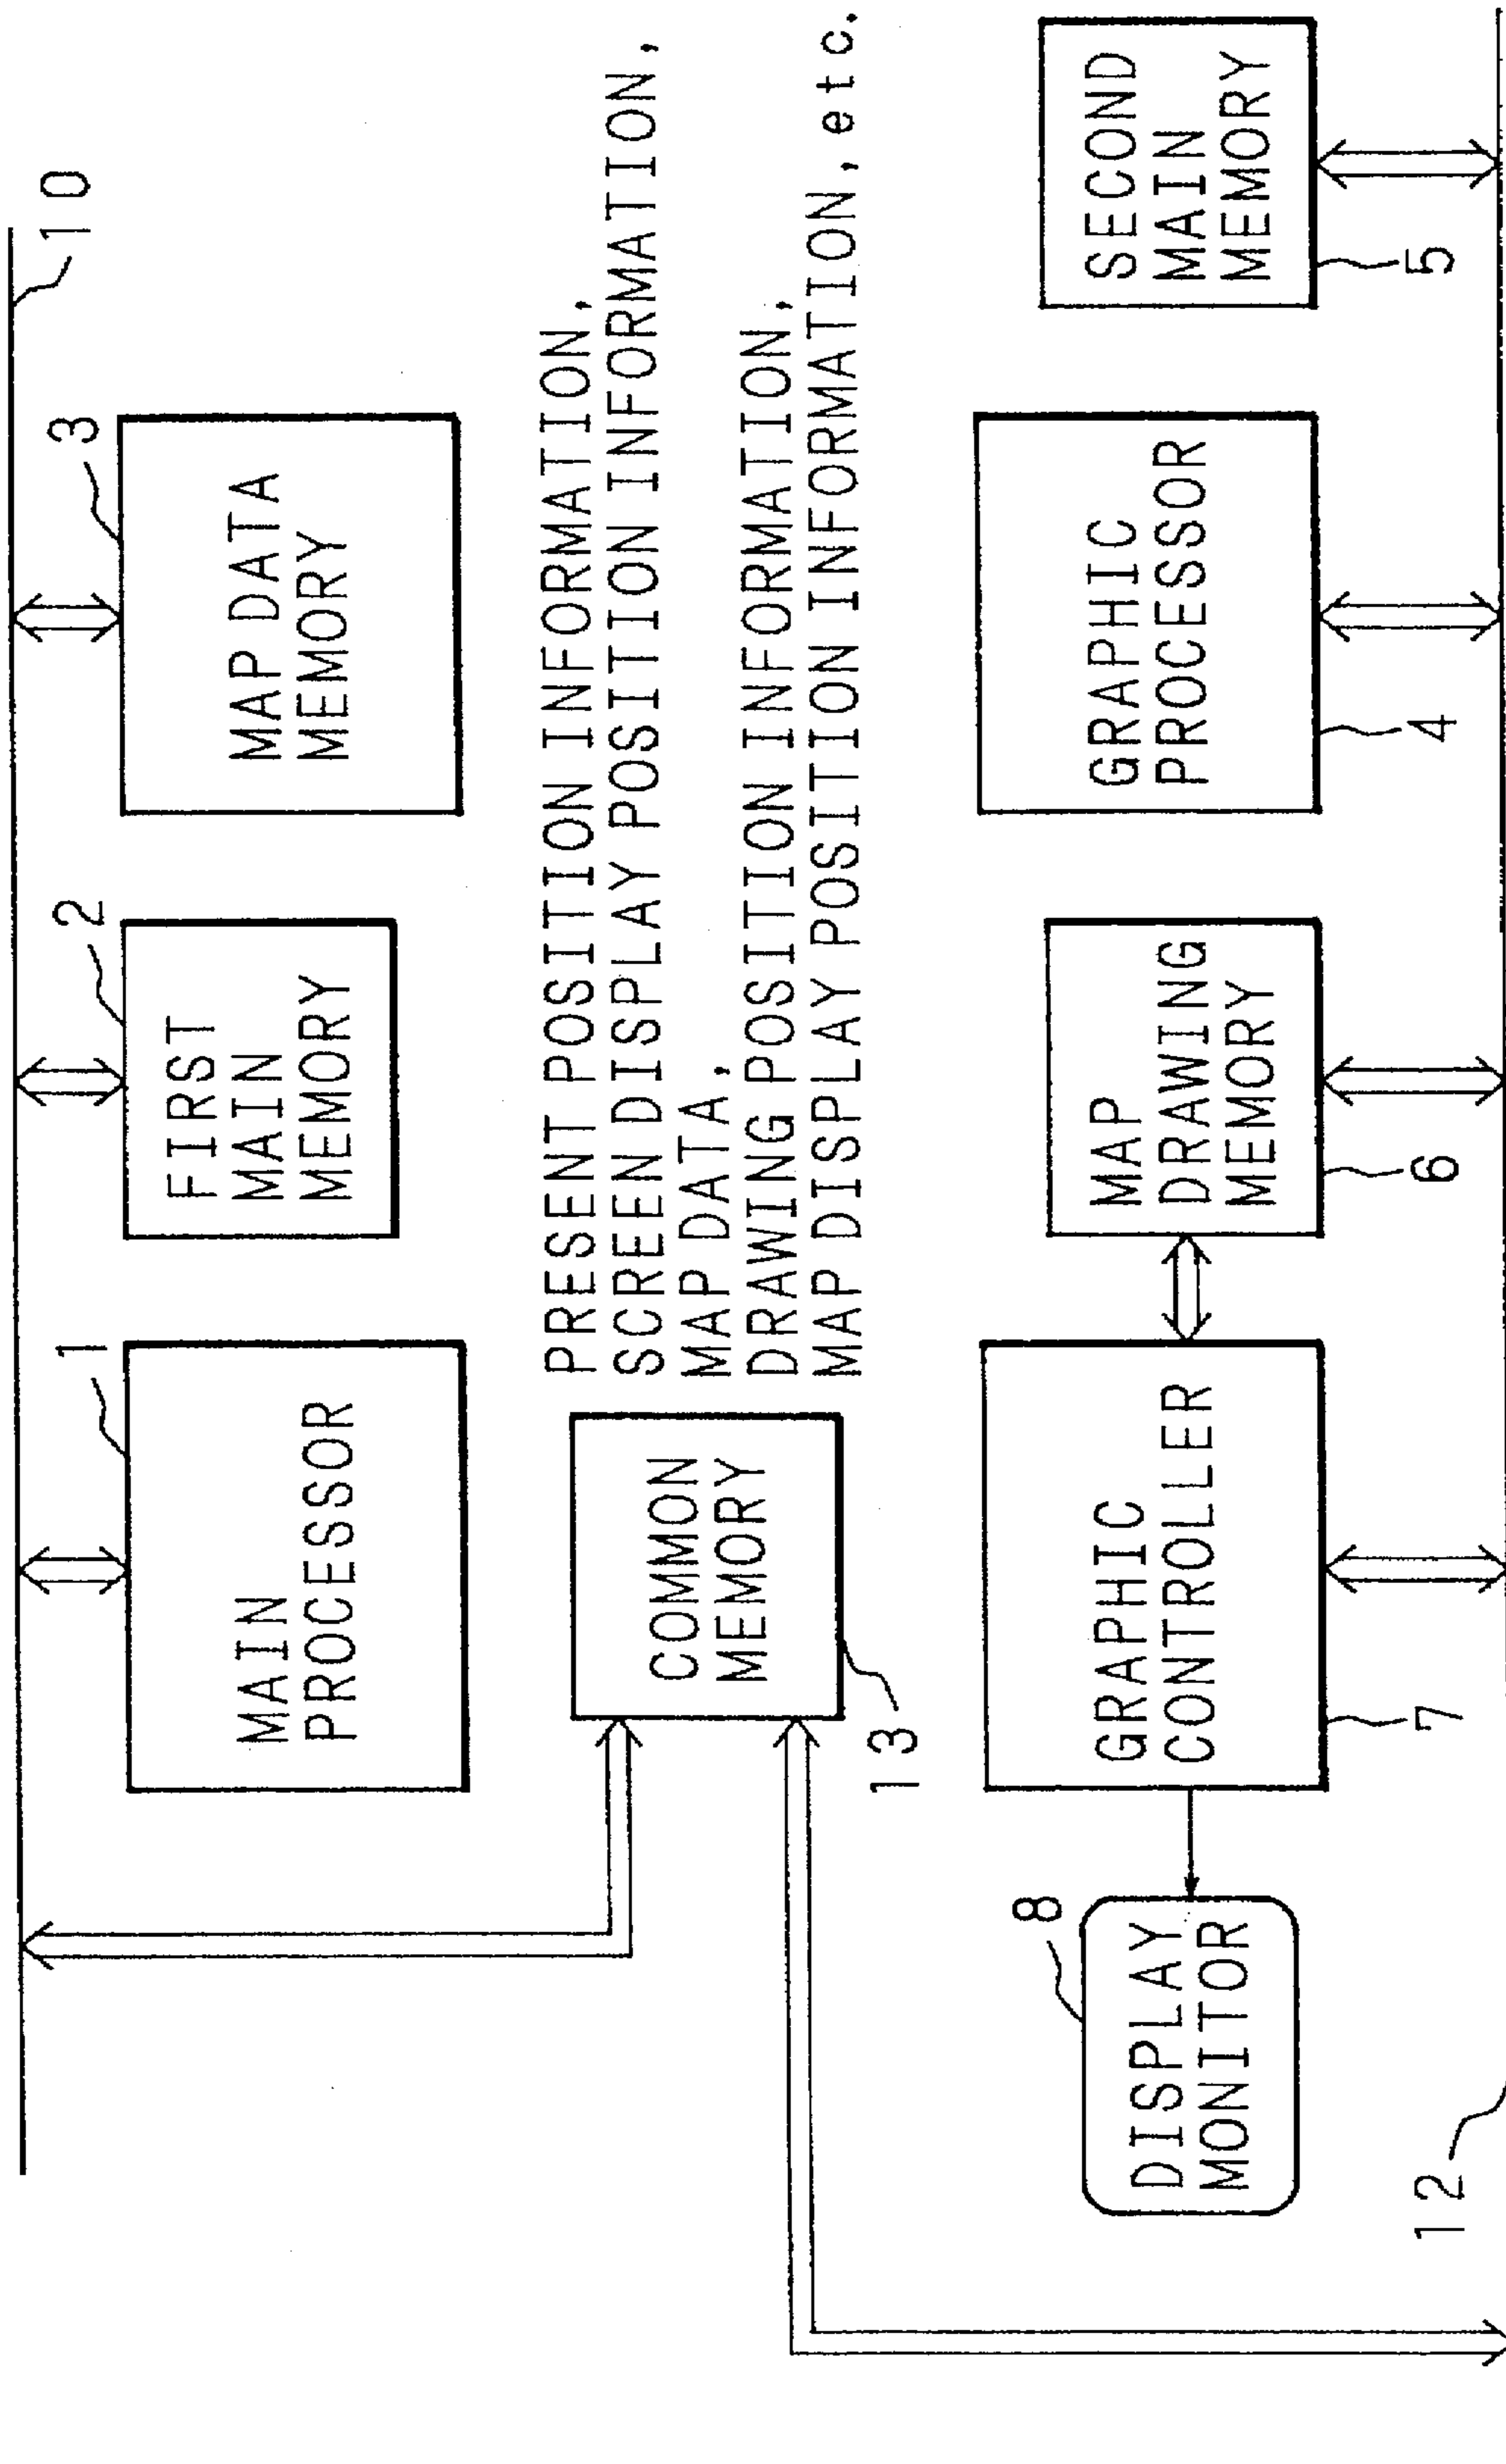 10
1
2
3
MAIN
PROCESSOR
FIRST
MAIN
MEMORY
MAP DATA
MEMORY
COMMON
MEMORY
13
PRESENT POSITION INFORMATION,
SCREEN DISPLAY POSITION INFORMATION,
MAP DATA,
DRAWING POSITION INFORMATION,
MAP DISPLAY POSITION INFORMATION, etc.
8
DISPLAY
MONITOR
GRAPHIC
CONTROLLER
MAP
DRAWING
MEMORY
GRAPHIC
PROCESSOR
SECOND
MAIN
MEMORY
7
6
4
5
12